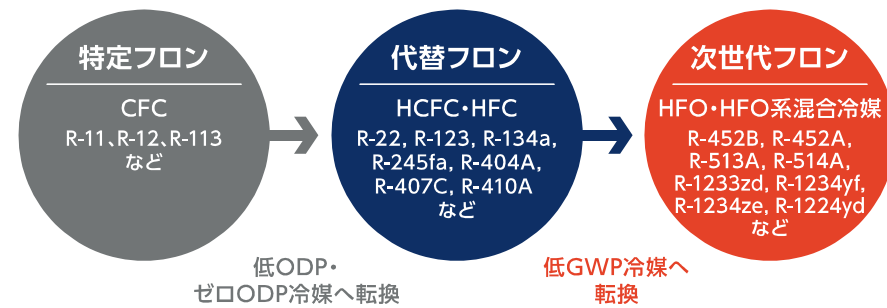 特定フロン
CFC
R-11、R-12、R-113
など
代替フロン
HCFC・HFC
R-22, R-123, R-134a,
R-245fa, R-404A,
R-407C, R-410A
など
次世代フロン
HFO・HFO系混合冷媒
R-452B, R-452A,
R-513A, R-514A,
R-1233zd, R-1234yf,
R-1234ze, R-1224yd
など
低ODP・
ゼロODP冷媒へ転換
低GWP冷媒へ
転換